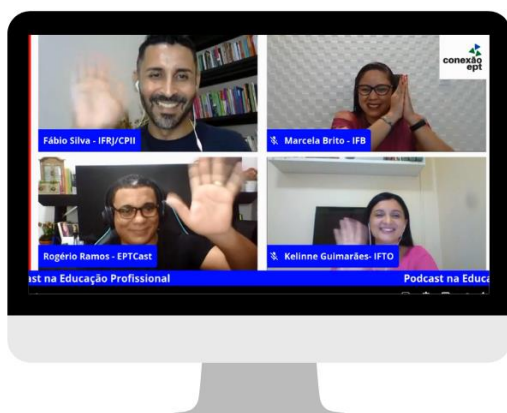 conexão
ept
Fábio Silva - IFRJ/CPII
Marcela Brito - IFB
Rogério Ramos - EPTCast
Kelinne Guimarães- IFTO
ast na Educação Profissional
Podcast na Educa